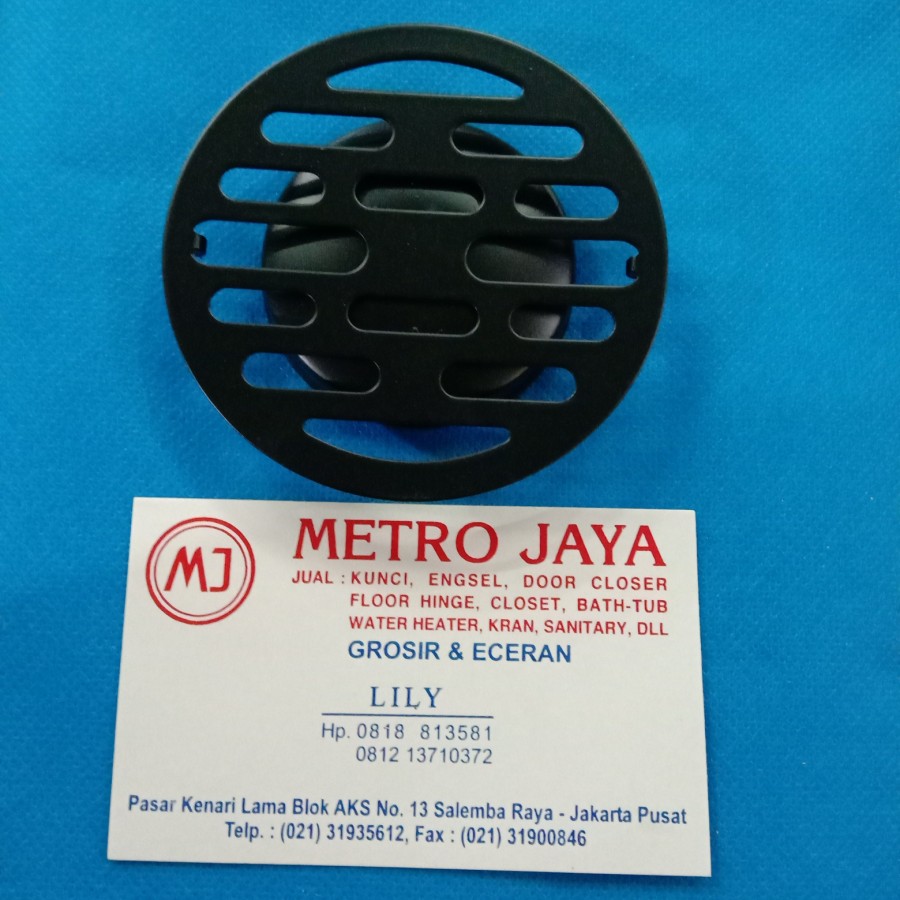 MJ
METRO JAYA
JUAL : KUNCI, ENGSEL, DOOR CLOSER
FLOOR HINGE, CLOSET, BATH-TUB
WATER HEATER, KRAN, SANITARY, DLL
GROSIR & ECERAN
LILY
Hp. 0818 813581
0812 13710372
Pasar Kenari Lama Blok AKS No. 13 Salemba Raya - Jakarta Pusat
Telp. : (021) 31935612, Fax : (021) 31900846